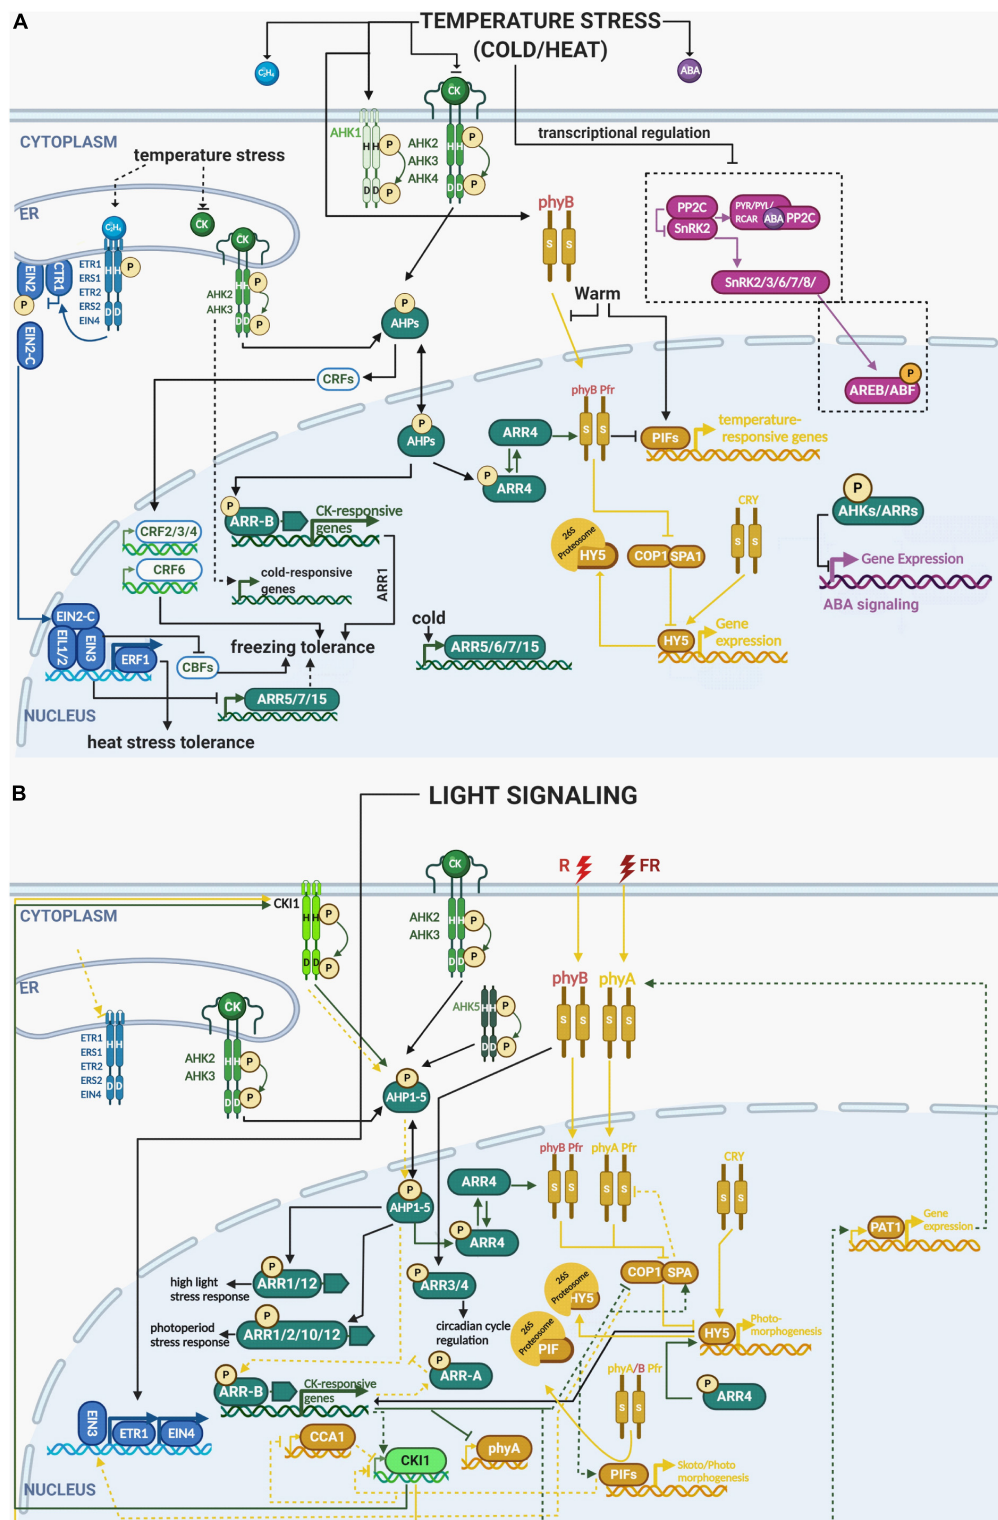 A
TEMPERATURE STRESS
(COLD/HEAT)
C₂H₄
ABA
CK
CYTOPLASM
AHK1
H H
D D
P
P
AHK2
AHK3
AHK4
H H
D D
P
P
transcriptional regulation
temperature stress
ER
C₂H₄
CK
CK
phyB
S S
PP2C
SnRK2
PYR/PYL/
RCAR
ABA
PP2C
SnRK2/3/6/7/8/
EIN2
CTR1
P
ETR1
ERS1
ETR2
ERS2
EIN4
H H
D D
P
AHK2
AHK3
H H
D D
P
P
EIN2-C
P
AHPs
Warm
CRFs
P
AREB/ABF
phyB Pfr
S S
P
AHPs
ARR4
P
ARR4
PIFs
temperature-
responsive genes
P
ARR-B
CK-responsive
genes
CRF2/3/4
CRF6
cold-responsive
genes
ARR1
26S
Proteosome
HY5
COP1
SPA1
CRY
S S
P
AHKs/ARRs
Gene Expression
ABA signaling
EIN2-C
EIL1/2
EIN3
ERF1
CBFs
freezing tolerance
cold
ARR5/6/7/15
HY5
Gene
expression
ARR5/7/15
NUCLEUS
heat stress tolerance
B
LIGHT SIGNALING
CK
R
FR
CYTOPLASM
CKI1
H H
D D
P
P
AHK2
AHK3
H H
D D
P
P
ER
CK
AHK5
H H
D D
P
P
phyB
phyA
S S
S S
ETR1
ERS1
ETR2
ERS2
EIN4
H H
D D
AHK2
AHK3
H H
D D
P
P
P
AHP1-5
phyB Pfr
phyA Pfr
S S
S S
CRY
S S
P
AHP1-5
ARR4
P
ARR4
PAT1
Gene
expression
P
ARR1/12
high light
stress response
P
ARR3/4
COP1
SPA
26S
Proteosome
HY5
P
ARR1/2/10/12
photoperiod
stress response
circadian cycle
regulation
26S
Proteosome
PIF
HY5
Photo-
morphogenesis
P
ARR-A
phyA/B Pfr
S S
P
ARR4
P
ARR-B
CK-responsive
genes
EIN3
ETR1
EIN4
CCA1
CKI1
phyA
PIFs
Skoto/Photo
morphogenesis
NUCLEUS